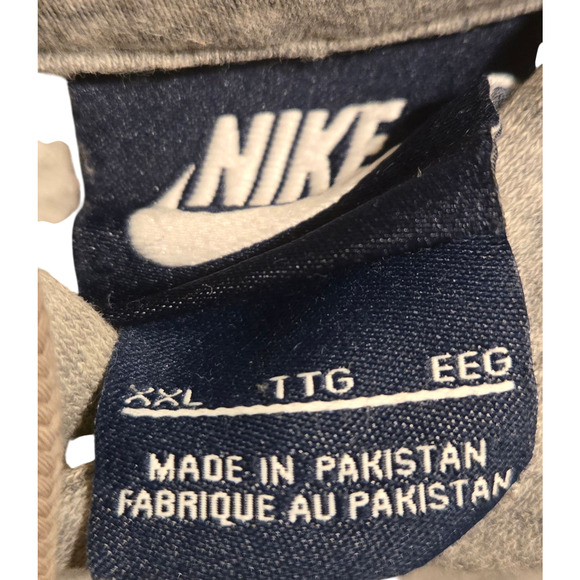 NIKE
XXL TTG EEG
MADE IN PAKISTAN
FABRIQUE AU PAKISTAN